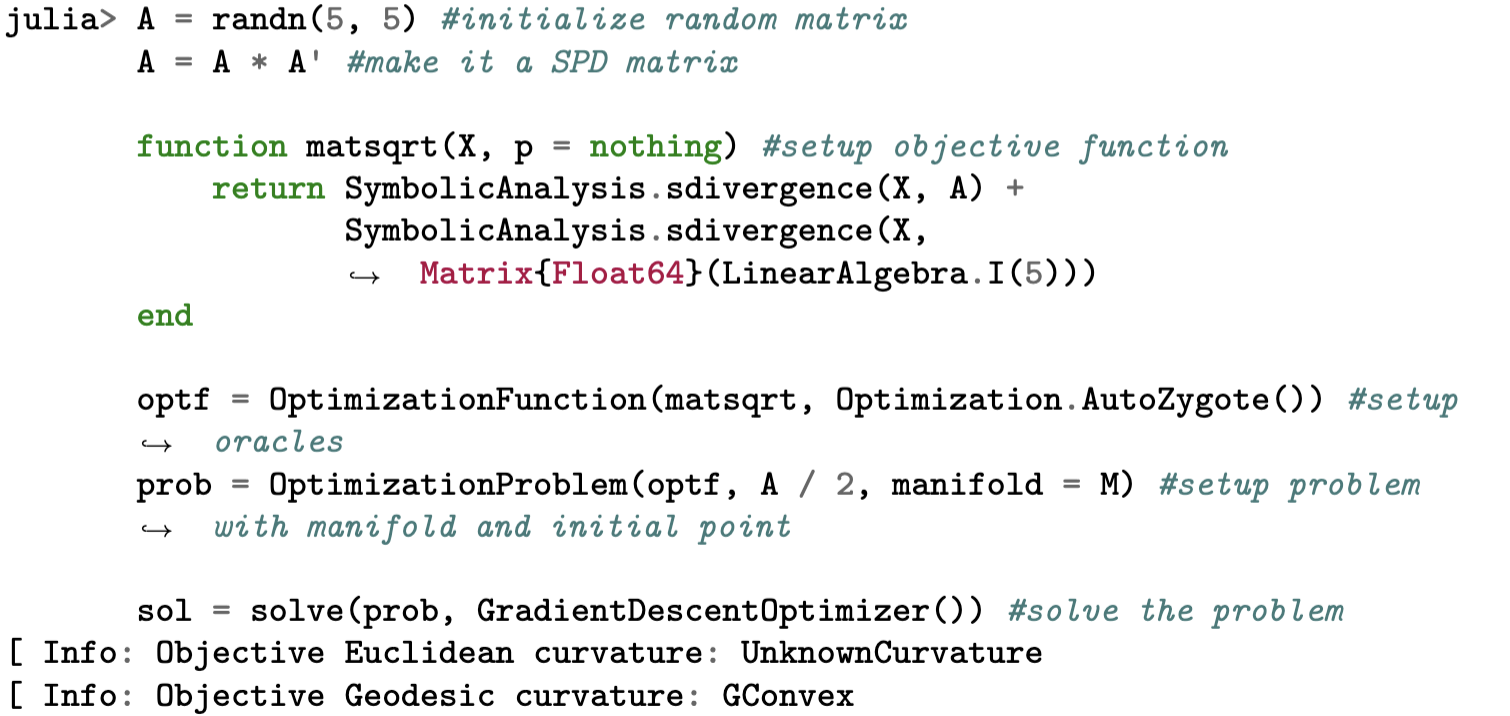 julia> A = randn(5, 5) #initialize random matrix
A = A * A' #make it a SPD matrix
function matsqrt(X, p = nothing) #setup objective function
return SymbolicAnalysis.sdivergence(X, A) +
SymbolicAnalysis.sdivergence(X,
↪ Matrix{Float64}(LinearAlgebra.I(5)))
end
optf = OptimizationFunction(matsqrt, Optimization.AutoZygote()) #setup
↪ oracles
prob = OptimizationProblem(optf, A / 2, manifold = M) #setup problem
↪ with manifold and initial point
sol = solve(prob, GradientDescentOptimizer()) #solve the problem
[ Info: Objective Euclidean curvature: UnknownCurvature
[ Info: Objective Geodesic curvature: GConvex